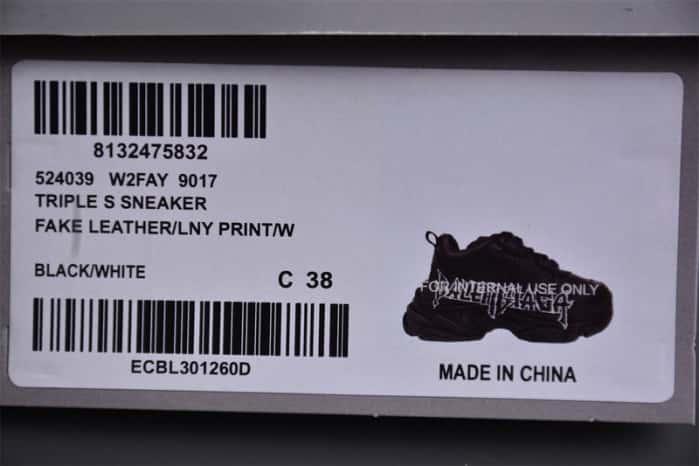 8132475832
524039 W2FAY 9017
TRIPLE S SNEAKER
FAKE LEATHER/LNY PRINT/W
BLACK/WHITE
C 38
FOR INTERNAL USE ONLY
BALENCIAGA
ECBL301260D
MADE IN CHINA